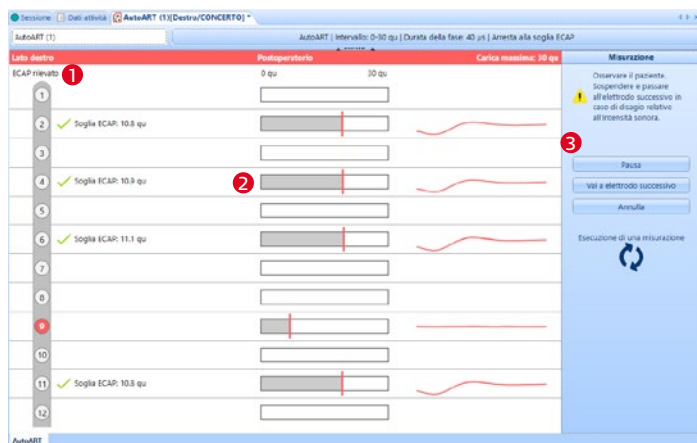 Sessione Dati attività AutoART (1)[Destro/CONCERTO] *
AutoART (1)
AutoART | Intervallo: 0-30 qu | Durata della fase: 40 µs | Arresta alla soglia ECAP
Lato destro Postoperatorio Carica massima: 30 qu
ECAP rilevato 1 0 qu 30 qu
1
2 Soglia ECAP: 10.8 qu
3
4 Soglia ECAP: 10.9 qu 2
5
6 Soglia ECAP: 11.1 qu
7
8
9
10
11 Soglia ECAP: 10.8 qu
12
Misurazione
Osservare il paziente.
Sospendere e passare
all'elettrodo successivo in
caso di disagio relativo
all'intensità sonora.
3
Pausa
Vai a elettrodo successivo
Annulla
Esecuzione di una misurazione
AutoART